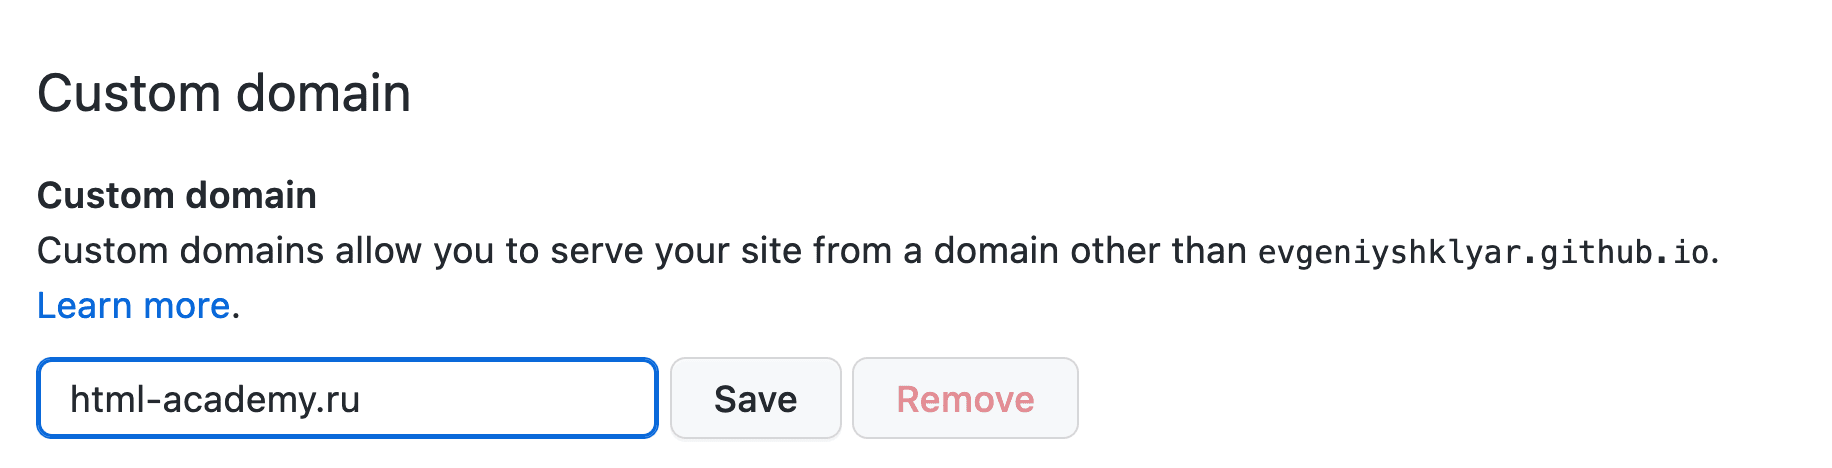 Custom domain
Custom domain
Custom domains allow you to serve your site from a domain other than evgeniyshklyar.github.io.
Learn more.
html-academy.ru Save Remove